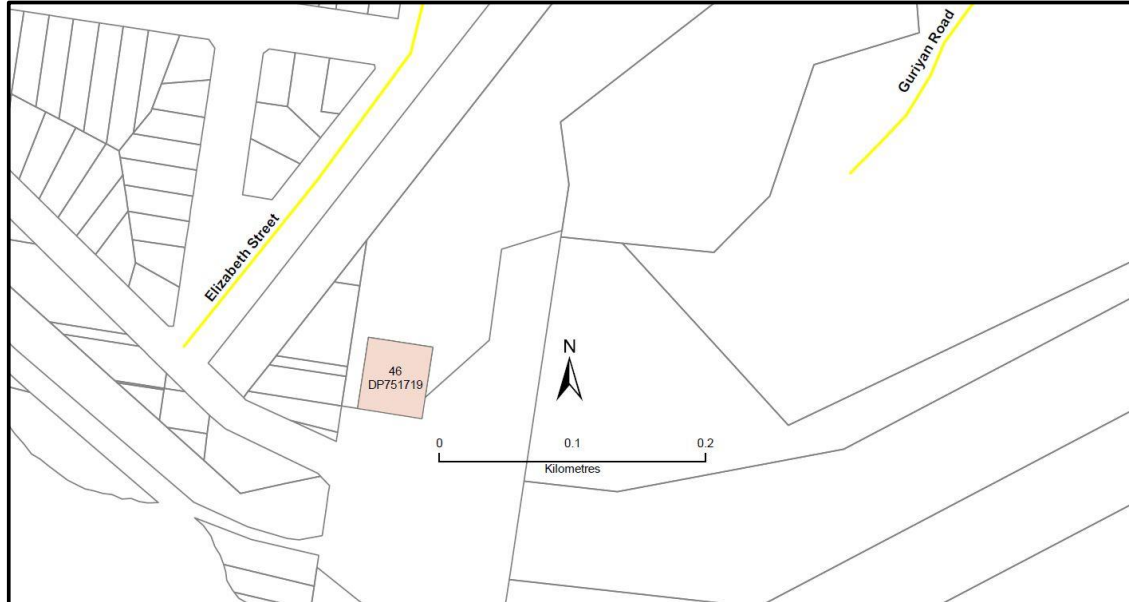 Guriyan Road
Elizabeth Street
N
46
DP751719
0
0.1
0.2
Kilometres